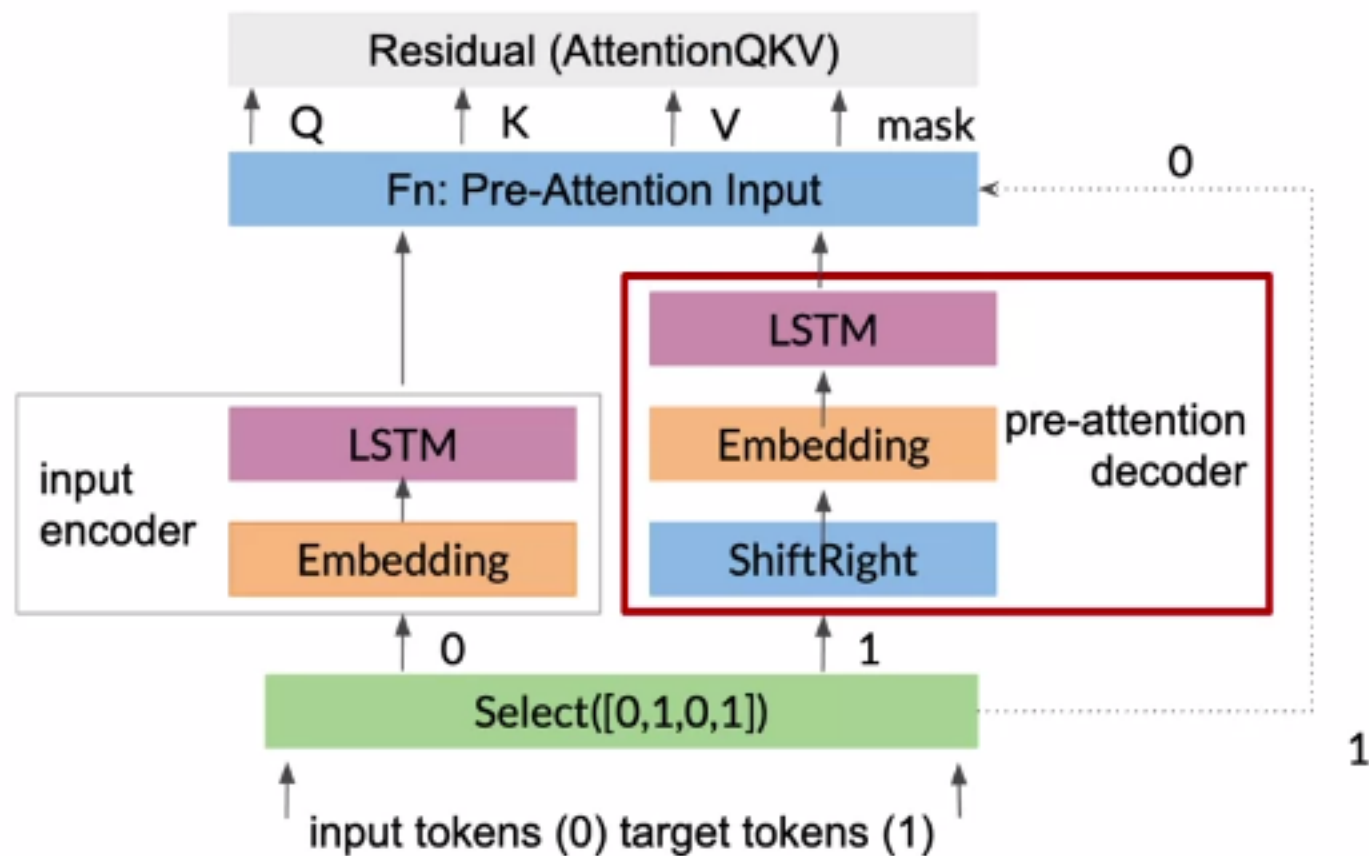 Residual (AttentionQKV)
Q K V mask
0
Fn: Pre-Attention Input
LSTM
LSTM
Embedding
pre-attention
decoder
input
encoder
Embedding
ShiftRight
0 1
Select([0,1,0,1])
1
input tokens (0) target tokens (1)